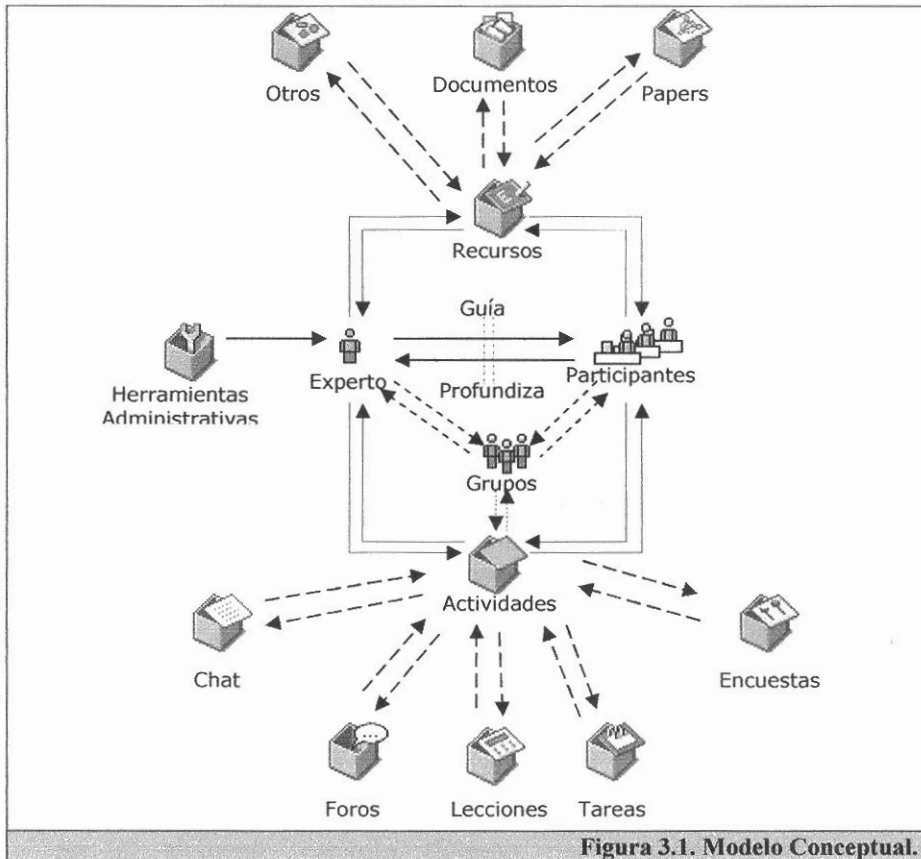 Otros
Documentos
Papers
Recursos
Guía
Experto
Participantes
Herramientas
Administrativas
Profundiza
Grupos
Actividades
Chat
Encuestas
Foros
Lecciones
Tareas
Figura 3.1. Modelo Conceptual.